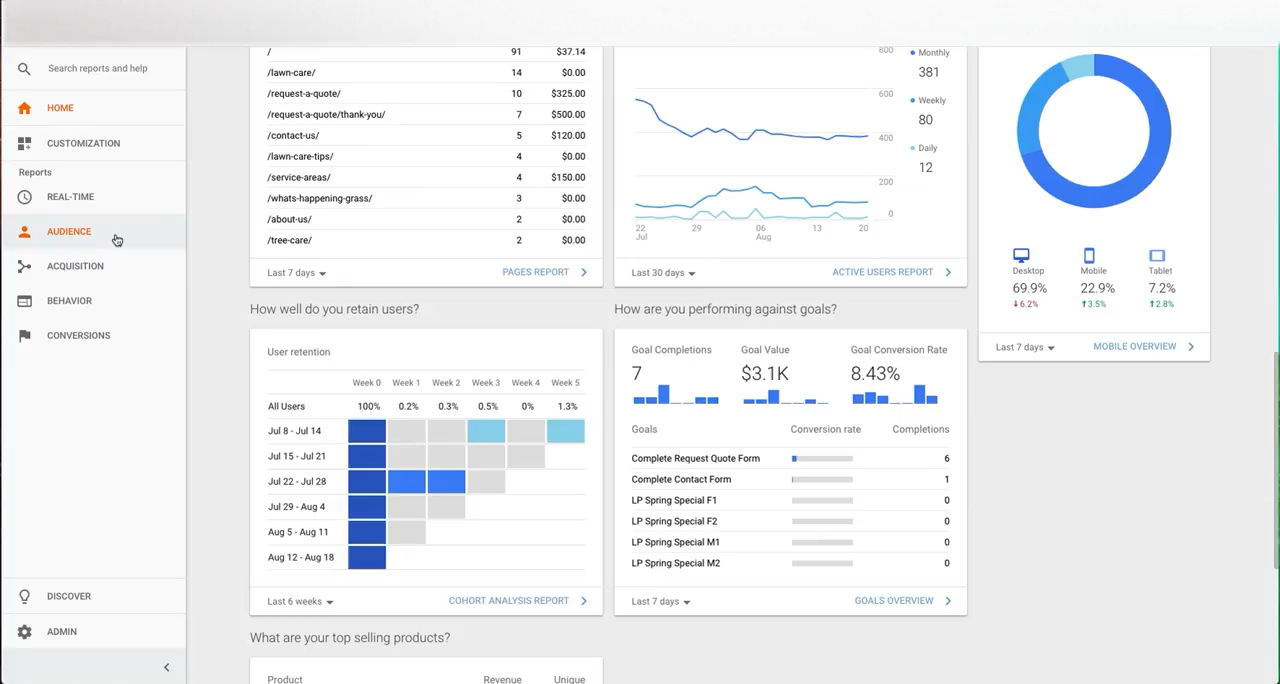 Search reports and help
HOME
CUSTOMIZATION
Reports
REAL-TIME
AUDIENCE
ACQUISITION
BEHAVIOR
CONVERSIONS
DISCOVER
ADMIN
/ 91 $37.14
/lawn-care/ 14 $0.00
/request-a-quote/ 10 $325.00
/request-a-quote/thank-you/ 7 $500.00
/contact-us/ 5 $120.00
/lawn-care-tips/ 4 $0.00
/service-areas/ 4 $150.00
/whats-happening-grass/ 3 $0.00
/about-us/ 2 $0.00
/tree-care/ 2 $0.00
Last 7 days PAGES REPORT
800
600
400
200
0
22 29 06 13 20
Jul Aug
Monthly
381
Weekly
80
Daily
12
Last 30 days ACTIVE USERS REPORT
Desktop Mobile Tablet
69.9% 22.9% 7.2%
6.2% 3.5% 2.8%
Last 7 days MOBILE OVERVIEW
How well do you retain users?
User retention
Week 0 Week 1 Week 2 Week 3 Week 4 Week 5
All Users 100% 0.2% 0.3% 0.5% 0% 1.3%
Jul 8 - Jul 14
Jul 15 - Jul 21
Jul 22 - Jul 28
Jul 29 - Aug 4
Aug 5 - Aug 11
Aug 12 - Aug 18
Last 6 weeks COHORT ANALYSIS REPORT
How are you performing against goals?
Goal Completions Goal Value Goal Conversion Rate
7 $3.1K 8.43%
Goals Conversion rate Completions
Complete Request Quote Form 6
Complete Contact Form 1
LP Spring Special F1 0
LP Spring Special F2 0
LP Spring Special M1 0
LP Spring Special M2 0
Last 7 days GOALS OVERVIEW
What are your top selling products?
Product Revenue Unique